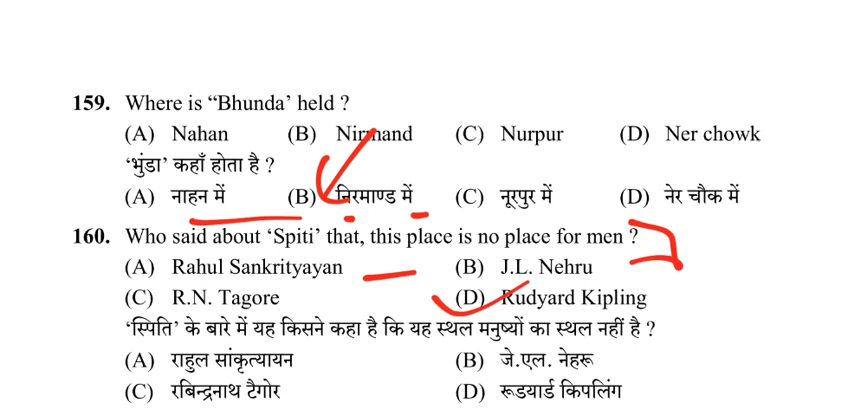 159. Where is “Bhunda’ held ?
(A) Nahan (B) Nirmand (C) Nurpur (D) Ner chowk
‘भुंडा’ कहाँ होता है ?
(A) नाहन में (B) निरमाण्ड में (C) नूरपुर में (D) नेर चौक में
160. Who said about ‘Spiti’ that, this place is no place for men ?
(A) Rahul Sankrityayan (B) J.L. Nehru
(C) R.N. Tagore (D) Rudyard Kipling
‘स्पिति’ के बारे में यह किसने कहा है कि यह स्थल मनुष्यों का स्थल नहीं है ?
(A) राहुल सांकृत्यायन (B) जे.एल. नेहरू
(C) रबिन्द्रनाथ टैगोर (D) रूडयार्ड किपलिंग